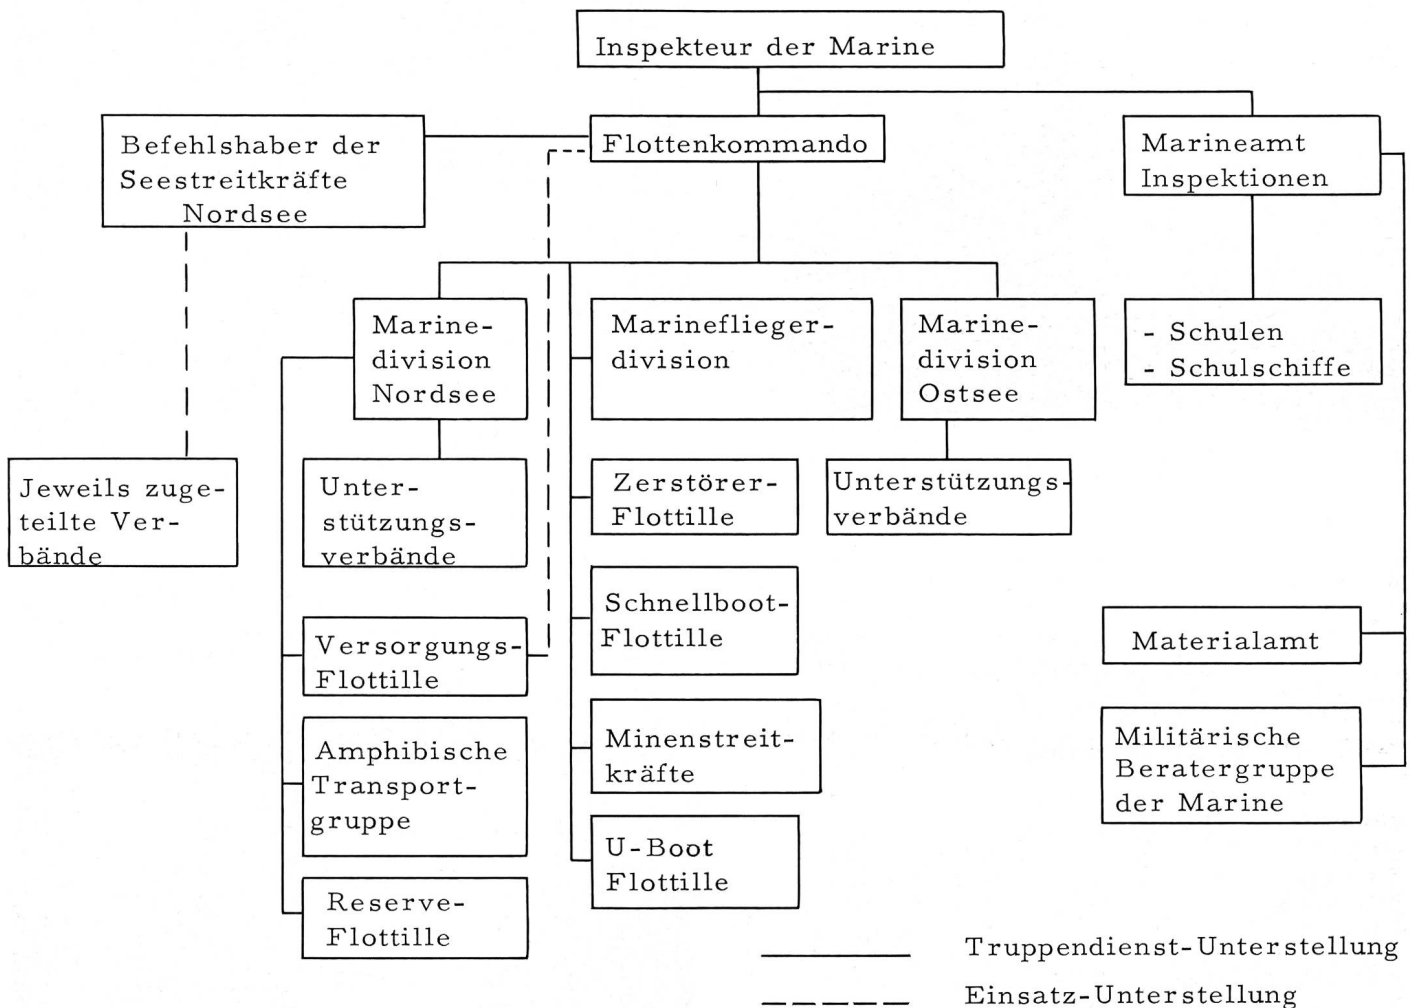 Inspekteur der Marine
Befehlshaber der
Seestreitkräfte
Nordsee
Flottenkommando
Marineamt
Inspektionen
Marine-
division
Nordsee
Marineflieger-
division
Marine-
division
Ostsee
- Schulen
- Schulschiffe
Jeweils zuge-
teilte Ver-
bände
Unter-
stützungs-
verbände
Zerstörer-
Flottille
Unterstützungs-
verbände
Schnellboot-
Flottille
Versorgungs-
Flottille
Materialamt
Amphibische
Transport-
gruppe
Minenstreit-
kräfte
Militärische
Beratergruppe
der Marine
U-Boot
Flottille
Reserve-
Flottille
Truppendienst-Unterstellung
Einsatz-Unterstellung